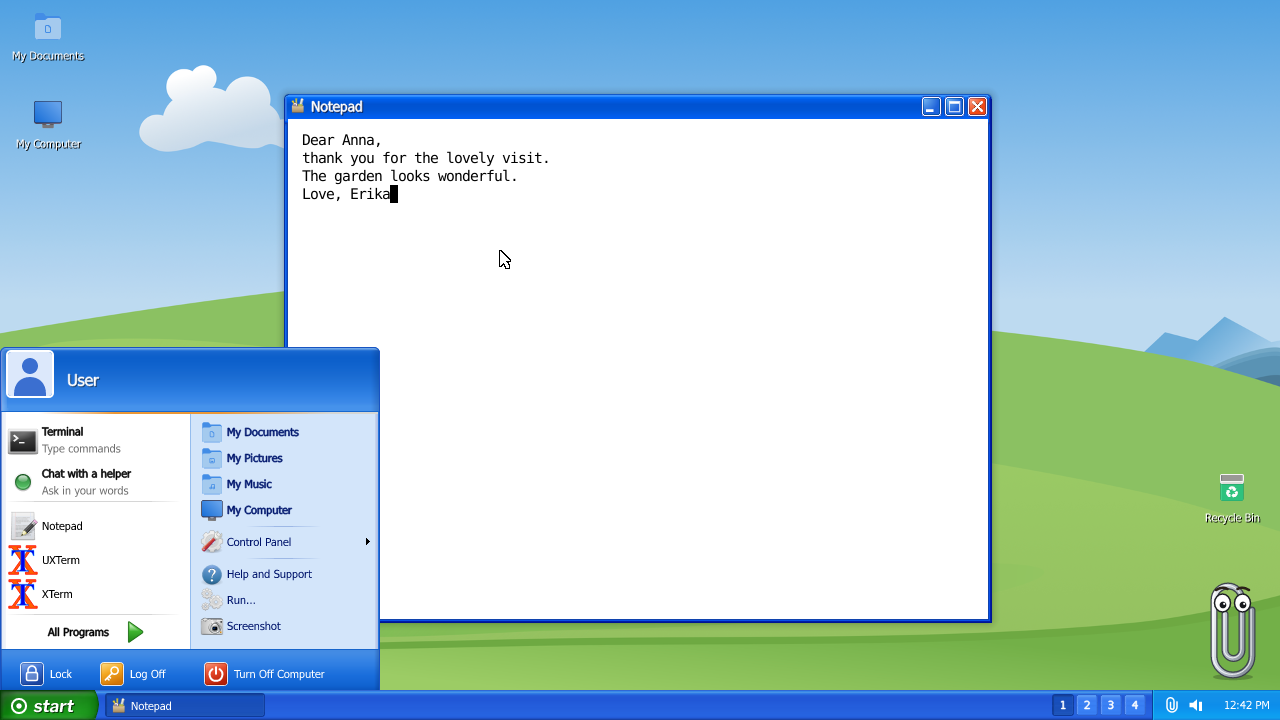 My Documents
My Computer
Notepad
Dear Anna,
thank you for the lovely visit.
The garden looks wonderful.
Love, Erika
User
Terminal
Type commands
Chat with a helper
Ask in your words
Notepad
UXTerm
XTerm
All Programs
My Documents
My Pictures
My Music
My Computer
Control Panel
Help and Support
Run...
Screenshot
Lock
Log Off
Turn Off Computer
Recycle Bin
start
Notepad
1 2 3 4
12:42 PM